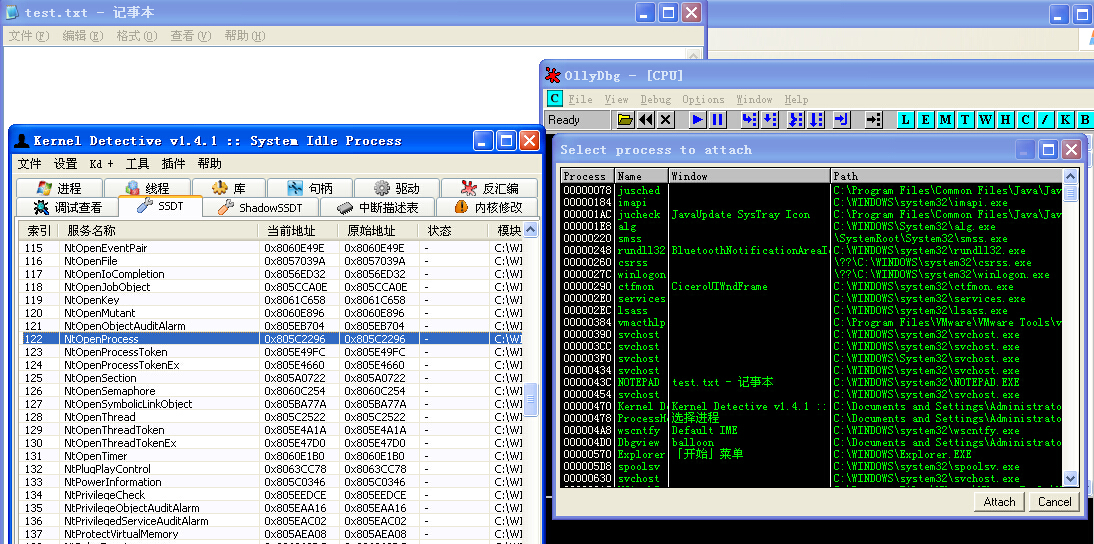 test.txt - 记事本
文件(F) 编辑(E) 格式(O) 查看(V) 帮助(H)
Kernel Detective v1.4.1 :: System Idle Process
文件 设置 Kd + 工具 插件 帮助
进程 线程 库 句柄 驱动 反汇编
调试查看 SSDT ShadowSSDT 中断描述表 内核修改
索引 服务名称 当前地址 原始地址 状态 模块
115 NtOpenEventPair 0x8060E49E 0x8060E49E - C:\WI
116 NtOpenFile 0x8057039A 0x8057039A - C:\WI
117 NtOpenIoCompletion 0x8056ED32 0x8056ED32 - C:\WI
118 NtOpenJobObject 0x805CCA0E 0x805CCA0E - C:\WI
119 NtOpenKey 0x8061C658 0x8061C658 - C:\WI
120 NtOpenMutant 0x8060E896 0x8060E896 - C:\WI
121 NtOpenObjectAuditAlarm 0x805EB704 0x805EB704 - C:\WI
122 NtOpenProcess 0x805C2296 0x805C2296 - C:\WI
123 NtOpenProcessToken 0x805E49FC 0x805E49FC - C:\WI
124 NtOpenProcessTokenEx 0x805E4660 0x805E4660 - C:\WI
125 NtOpenSection 0x805A0722 0x805A0722 - C:\WI
126 NtOpenSemaphore 0x8060C254 0x8060C254 - C:\WI
127 NtOpenSymbolicLinkObject 0x805BA77A 0x805BA77A - C:\WI
128 NtOpenThread 0x805C2522 0x805C2522 - C:\WI
129 NtOpenThreadToken 0x805E4A1A 0x805E4A1A - C:\WI
130 NtOpenThreadTokenEx 0x805E47D0 0x805E47D0 - C:\WI
131 NtOpenTimer 0x8060E1B0 0x8060E1B0 - C:\WI
132 NtPlugPlayControl 0x8063CC78 0x8063CC78 - C:\WI
133 NtPowerInformation 0x805C0346 0x805C0346 - C:\WI
134 NtPrivilegeCheck 0x805EEDCE 0x805EEDCE - C:\WI
135 NtPrivilegeObjectAuditAlarm 0x805EAA16 0x805EAA16 - C:\WI
136 NtPrivilegedServiceAuditAlarm 0x805EAC02 0x805EAC02 - C:\WI
137 NtProtectVirtualMemory 0x805AEA08 0x805AEA08 - C:\WI
OllyDbg - [CPU]
C File View Debug Options Window Help
Ready L E M T W H C / K B
Select process to attach
Process Name Window Path
00000078 jusched C:\Program Files\Common Files\Java\Jav
00000184 imapi C:\WINDOWS\system32\imapi.exe
000001AC jucheck JavaUpdate SysTray Icon C:\Program Files\Common Files\Java\Jav
000001E8 alg C:\WINDOWS\System32\alg.exe
00000220 smss \SystemRoot\System32\smss.exe
00000248 rundll32 BluetoothNotificationAreaI C:\WINDOWS\system32\rundll32.exe
00000260 csrss \??\C:\WINDOWS\system32\csrss.exe
0000027C winlogon \??\C:\WINDOWS\system32\winlogon.exe
00000290 ctfmon CiceroUIWndFrame C:\WINDOWS\system32\ctfmon.exe
000002E0 services C:\WINDOWS\system32\services.exe
000002EC lsass C:\WINDOWS\system32\lsass.exe
00000384 vmacthlp C:\Program Files\VMware\VMware Tools\v
00000390 svchost C:\WINDOWS\system32\svchost.exe
000003CC svchost C:\WINDOWS\system32\svchost.exe
000003F0 svchost C:\WINDOWS\System32\svchost.exe
00000434 svchost C:\WINDOWS\system32\svchost.exe
0000043C NOTEPAD test.txt - 记事本 C:\WINDOWS\system32\NOTEPAD.EXE
00000454 svchost C:\WINDOWS\system32\svchost.exe
00000470 Kernel De Kernel Detective v1.4.1 :: C:\Documents and Settings\Administrato
00000478 ProcessHa 选择进程 C:\Documents and Settings\Administrato
000004A8 wscntfy Default IME C:\WINDOWS\system32\wscntfy.exe
000004D0 Dbgview balloon C:\Documents and Settings\Administrato
00000570 Explorer 「开始」菜单 C:\WINDOWS\Explorer.EXE
000005D8 spoolsv C:\WINDOWS\system32\spoolsv.exe
00000630 svchost C:\WINDOWS\system32\svchost.exe
Attach Cancel